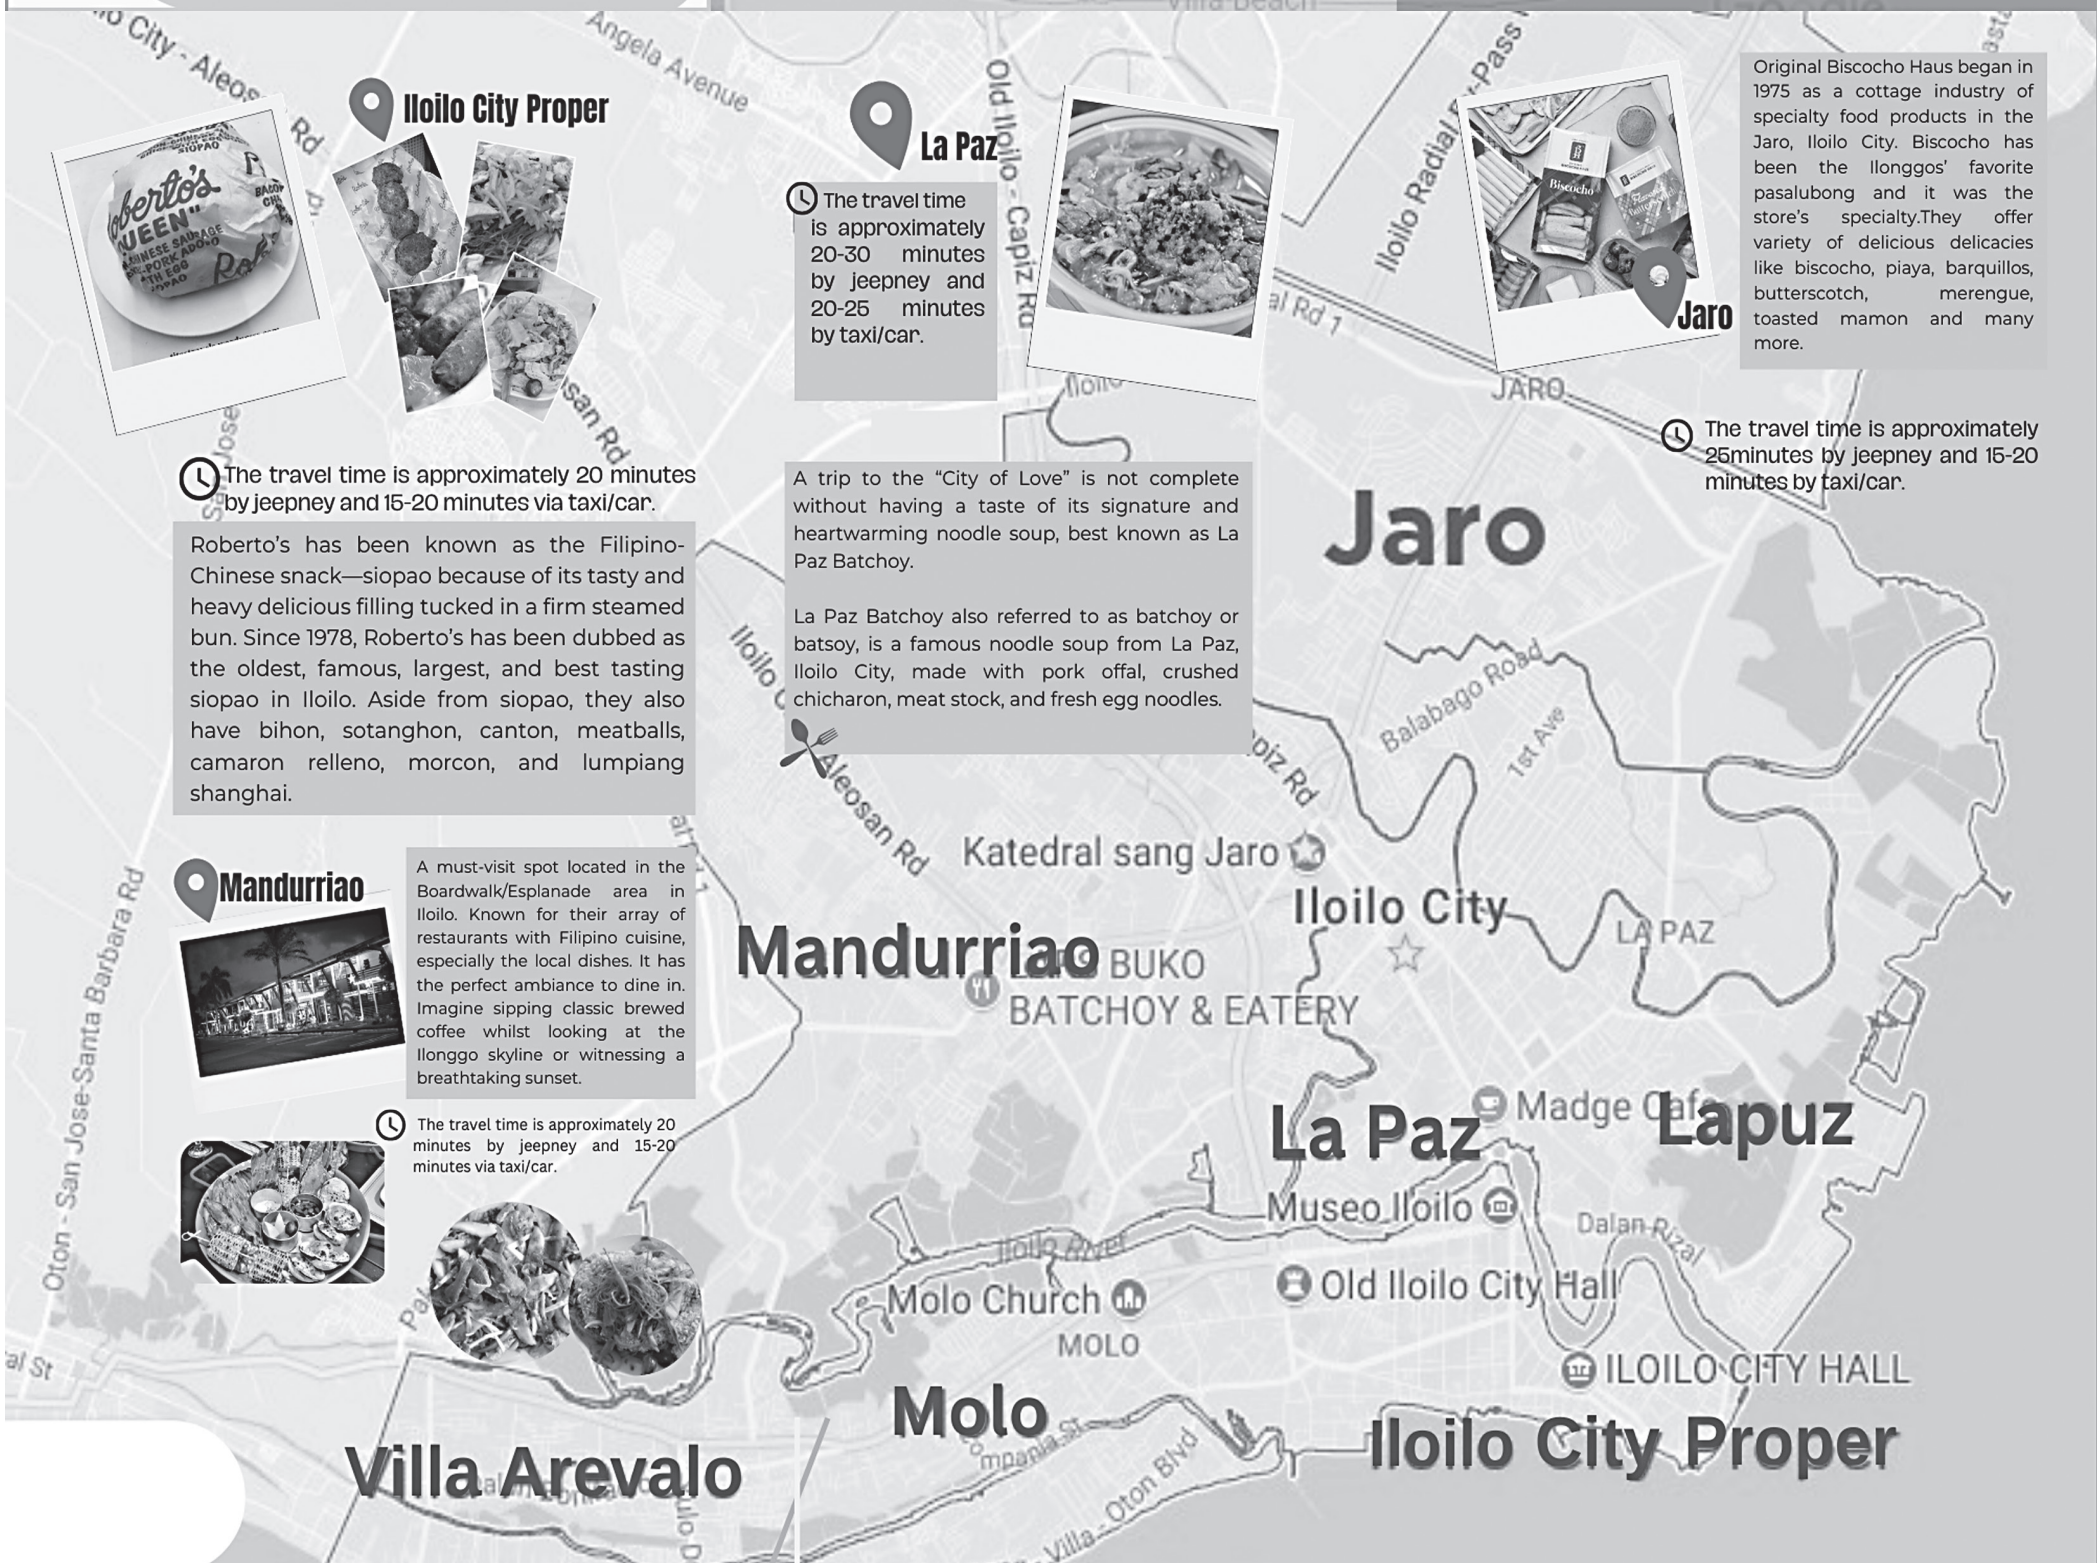 Villa Beach
Angela Avenue
Iloilo City Proper
SIOPAO
QUEEN"
The travel time is approximately 20 minutes
by jeepney and 15-20 minutes via taxi/car.
Roberto's has been known as the Filipino-
Chinese snack—siopao because of its tasty and
heavy delicious filling tucked in a firm steamed
bun. Since 1978, Roberto's has been dubbed as
the oldest, famous, largest, and best tasting
siopao in Iloilo. Aside from siopao, they also
have bihon, sotanghon, canton, meatballs,
camaron relleno, morcon, and lumpiang
shanghai.
La Paz
The travel time
is approximately
20-30 minutes
by jeepney and
20-25 minutes
by taxi/car.
Old Iloilo - Capiz Rd
A trip to the “City of Love” is not complete
without having a taste of its signature and
heartwarming noodle soup, best known as La
Paz Batchoy.
La Paz Batchoy also referred to as batchoy or
batsoy, is a famous noodle soup from La Paz,
Iloilo City, made with pork offal, crushed
chicharon, meat stock, and fresh egg noodles.
Biscocho
Jaro
Original Biscocho Haus began in
1975 as a cottage industry of
specialty food products in the
Jaro, Iloilo City. Biscocho has
been the Ilonggos' favorite
pasalubong and it was the
store's specialty.They offer
variety of delicious delicacies
like biscocho, piaya, barquillos,
butterscotch, merengue,
toasted mamon and many
more.
JARO
The travel time is approximately
25minutes by jeepney and 15-20
minutes by taxi/car.
Jaro
Balabago Road
1st Ave
Aleosan Rd
Mandurriao
A must-visit spot located in the
Boardwalk/Esplanade area in
Iloilo. Known for their array of
restaurants with Filipino cuisine,
especially the local dishes. It has
the perfect ambiance to dine in.
Imagine sipping classic brewed
coffee whilst looking at the
Ilonggo skyline or witnessing a
breathtaking sunset.
The travel time is approximately 20
minutes by jeepney and 15-20
minutes via taxi/car.
Oton - San Jose-Santa Barbara Rd
Katedral sang Jaro
Iloilo City
LA PAZ
Mandurriao
BUKO
BATCHOY & EATERY
La Paz
Madge Cafe
Lapuz
Museo Iloilo
Dalan Rizal
Iloilo River
Old Iloilo City Hall
Molo Church
MOLO
ILOILO CITY HALL
Molo
Iloilo City Proper
Villa Arevalo
Villa - Oton Blvd